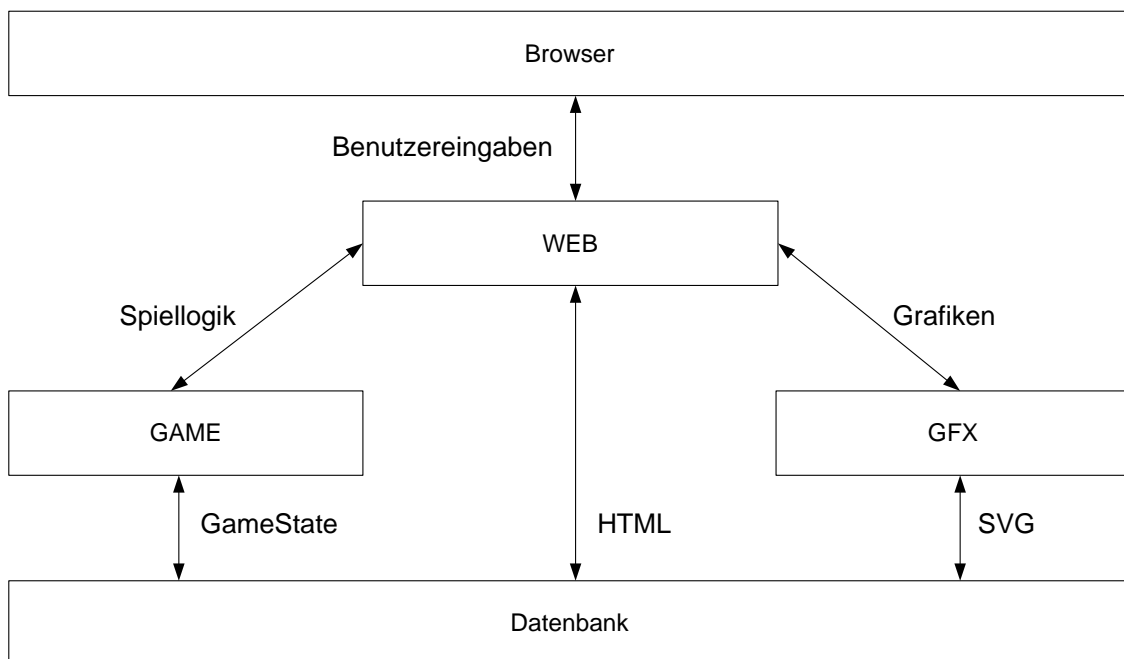 Browser
Benutzereingaben
WEB
Spiellogik
Grafiken
GAME
GFX
GameState
HTML
SVG
Datenbank